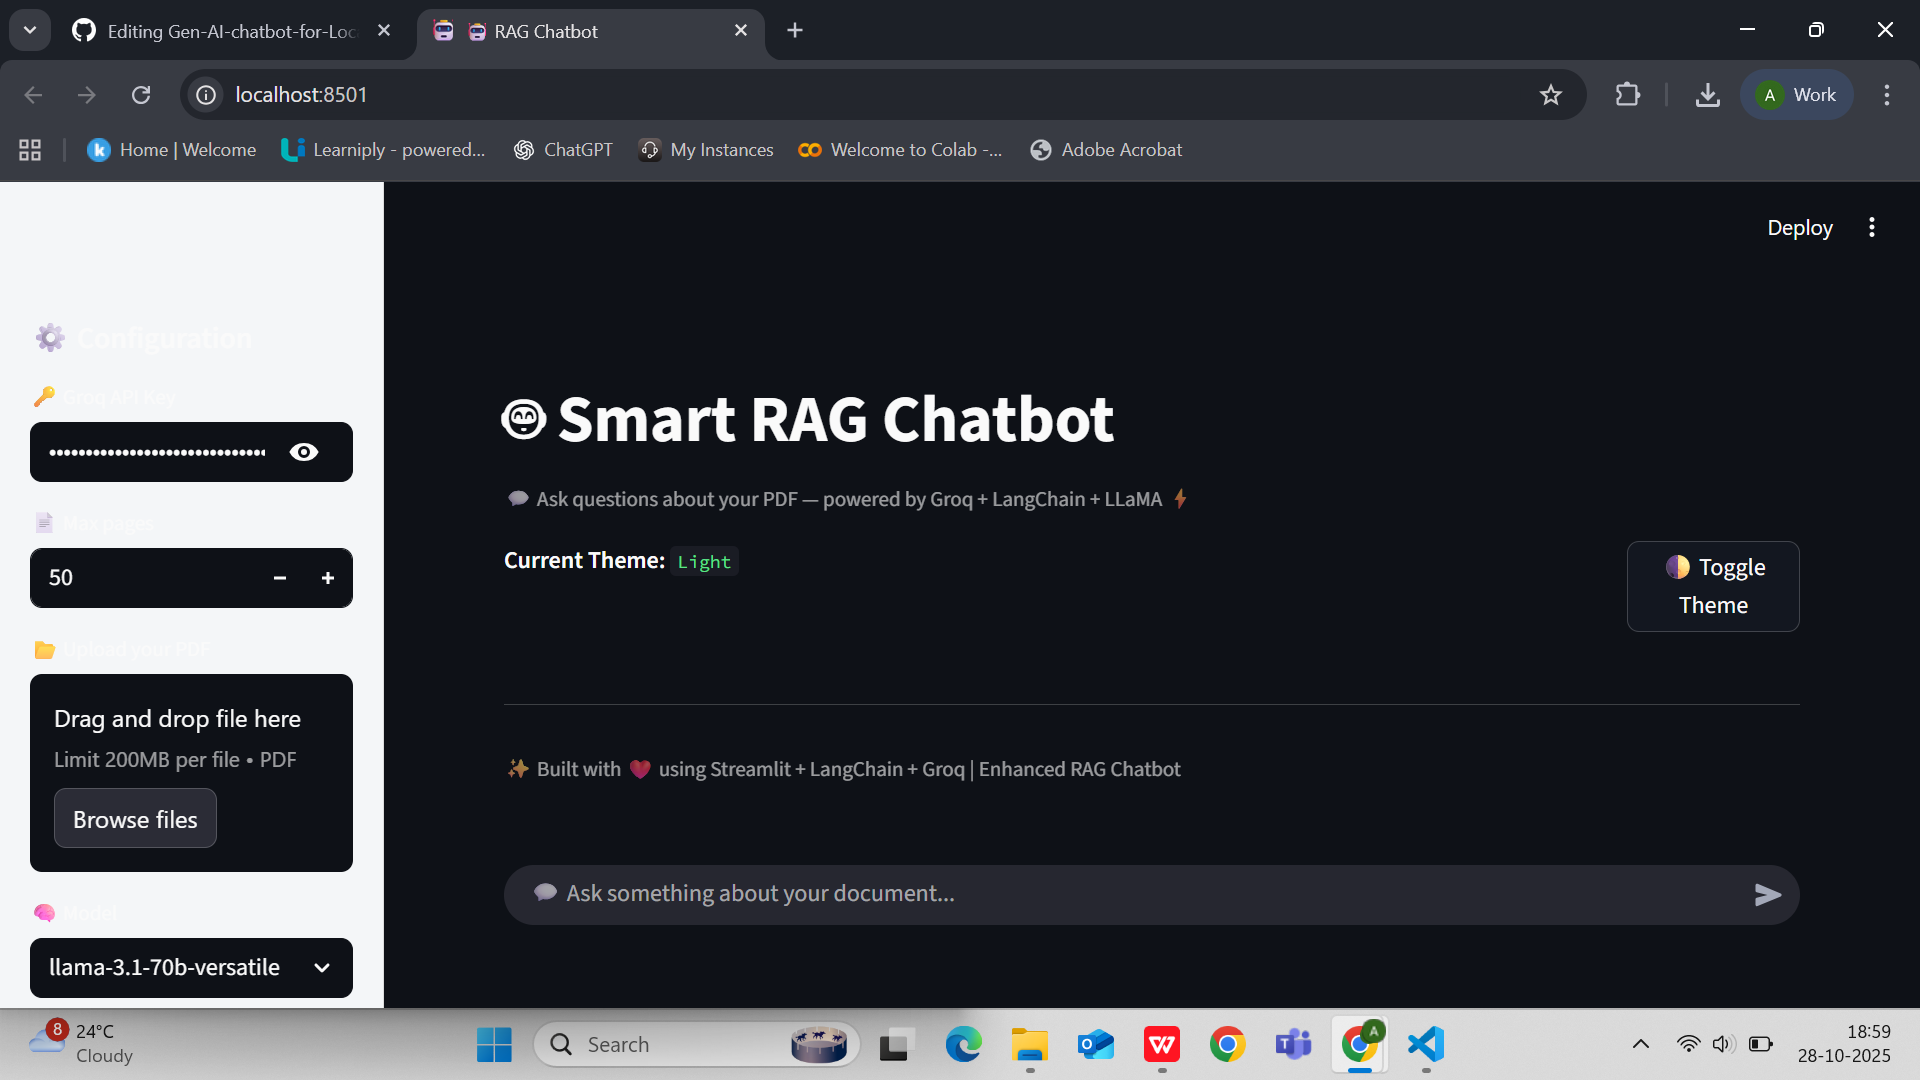 Editing Gen-AI-chatbot-for-Loc
RAG Chatbot
localhost:8501
A Work
Home | Welcome
Learniply - powered...
ChatGPT
My Instances
Welcome to Colab -...
Adobe Acrobat
Deploy
Configuration
Groq API Key
Max pages
50
Upload your PDF
Drag and drop file here
Limit 200MB per file • PDF
Browse files
Model
llama-3.1-70b-versatile
Smart RAG Chatbot
Ask questions about your PDF — powered by Groq + LangChain + LLaMA
Current Theme: Light
Toggle
Theme
Built with using Streamlit + LangChain + Groq | Enhanced RAG Chatbot
Ask something about your document...
8
24°C
Cloudy
Search
A
18:59
28-10-2025